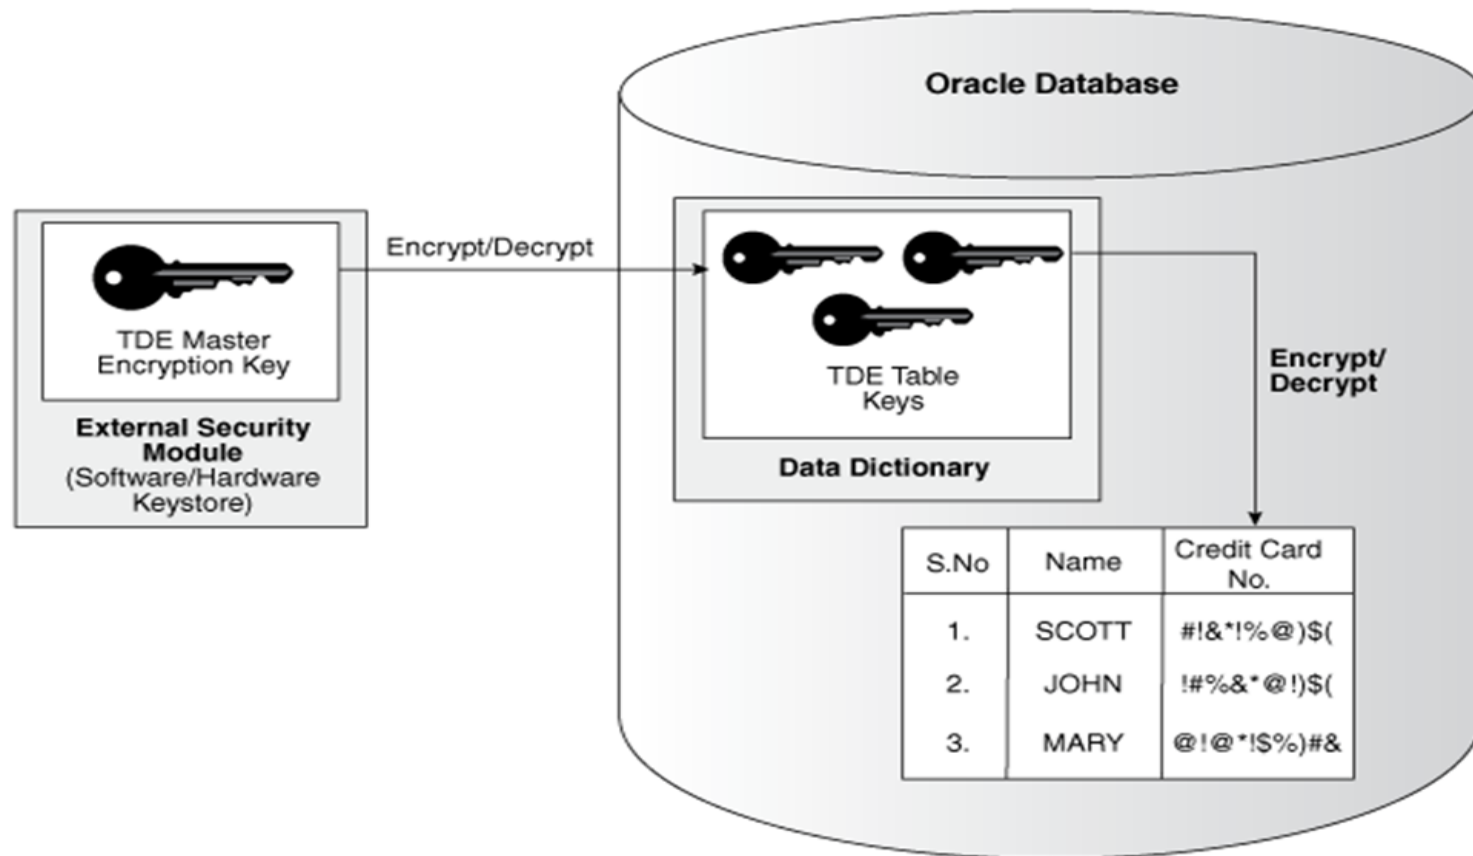 Oracle Database
Encrypt/Decrypt
TDE Master
Encryption Key
External Security
Module
(Software/Hardware
Keystore)
TDE Table
Keys
Data Dictionary
Encrypt/
Decrypt
S.No Name Credit Card No.
1. SCOTT #!&*!%@)$(
2. JOHN !#%&*@!)$(
3. MARY @!@*!$%)#&